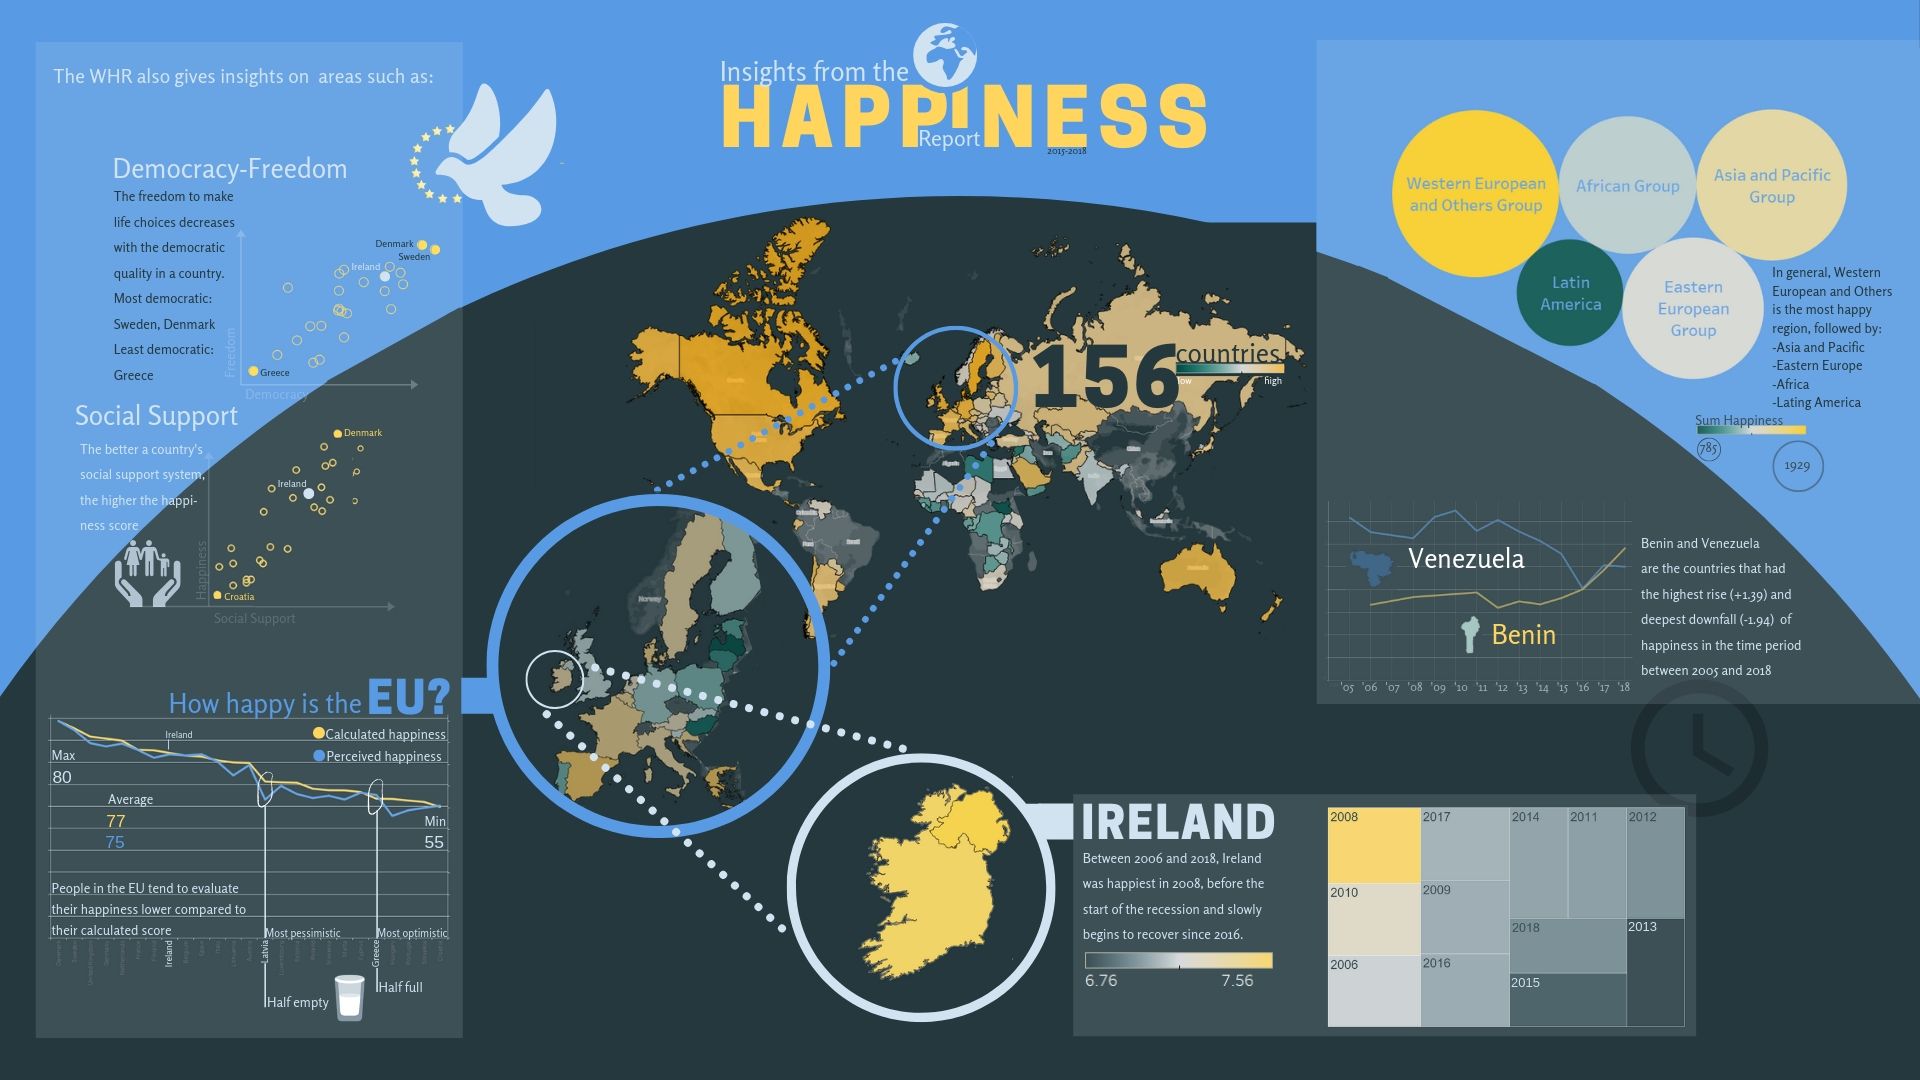 The WHR also gives insights on areas such as:
Insights from the
HAPPINESS
Report
2015-2018
Democracy-Freedom
The freedom to make
life choices decreases
with the democratic
quality in a country.
Most democratic:
Sweden, Denmark
Least democratic:
Greece
Freedom
Democracy
Denmark
Sweden
Ireland
Greece
Social Support
The better a country's
social support system,
the higher the happi-
ness score
Happiness
Social Support
Denmark
Ireland
Croatia
How happy is the EU?
Ireland
Calculated happiness
Perceived happiness
Max
80
Average
77
75
Min
55
People in the EU tend to evaluate
their happiness lower compared to
their calculated score
Most pessimistic
Most optimistic
Ireland
Latvia
Greece
Half empty
Half full
156 countries
low
high
Norway
IRELAND
Between 2006 and 2018, Ireland
was happiest in 2008, before the
start of the recession and slowly
begins to recover since 2016.
6.76
7.56
2008
2017
2014
2011
2012
2010
2009
2018
2013
2006
2016
2015
Western European
and Others Group
African Group
Asia and Pacific
Group
Latin
America
Eastern
European
Group
In general, Western
European and Others
is the most happy
region, followed by:
-Asia and Pacific
-Eastern Europe
-Africa
-Lating America
Sum Happiness
785
1929
Venezuela
Benin
'05 '06 '07 '08 '09 '10 '11 '12 '13 '14 '15 '16 '17 '18
Benin and Venezuela
are the countries that had
the highest rise (+1.39) and
deepest downfall (-1.94) of
happiness in the time period
between 2005 and 2018